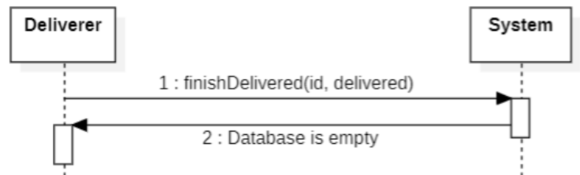 Deliverer
System
1 : finishDelivered(id, delivered)
2 : Database is empty